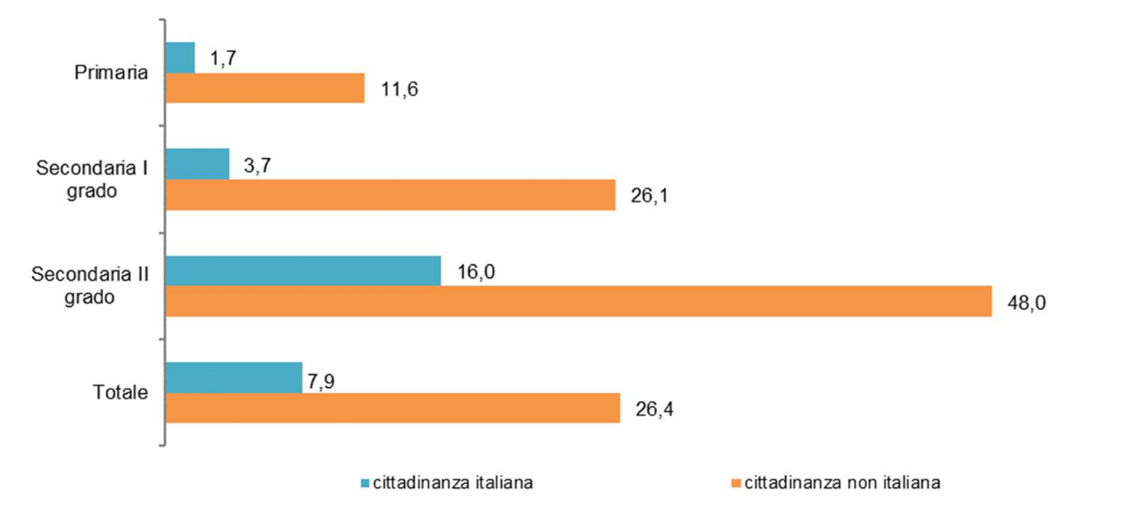 Primaria
1,7
11,6
Secondaria I
grado
3,7
26,1
Secondaria II
grado
16,0
48,0
Totale
7,9
26,4
cittadinanza italiana
cittadinanza non italiana